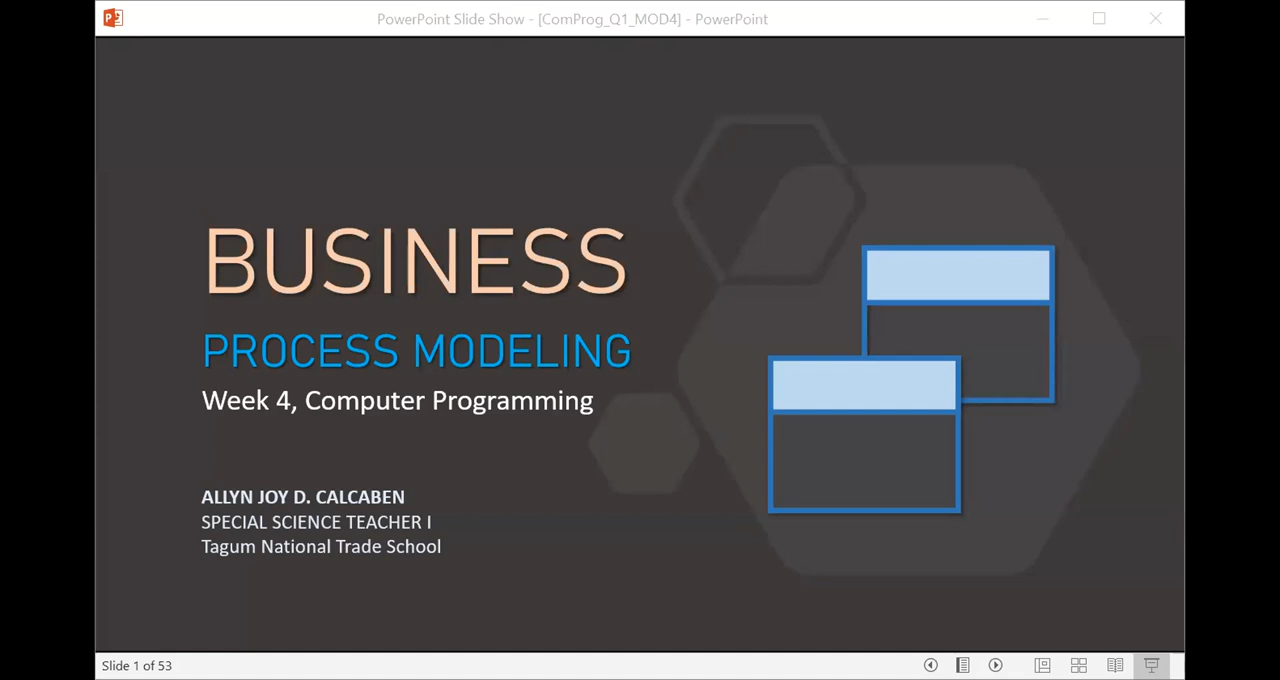 PowerPoint Slide Show - [ComProg_Q1_MOD4] - PowerPoint
BUSINESS
PROCESS MODELING
Week 4, Computer Programming
ALLYN JOY D. CALCABEN
SPECIAL SCIENCE TEACHER I
Tagum National Trade School
Slide 1 of 53